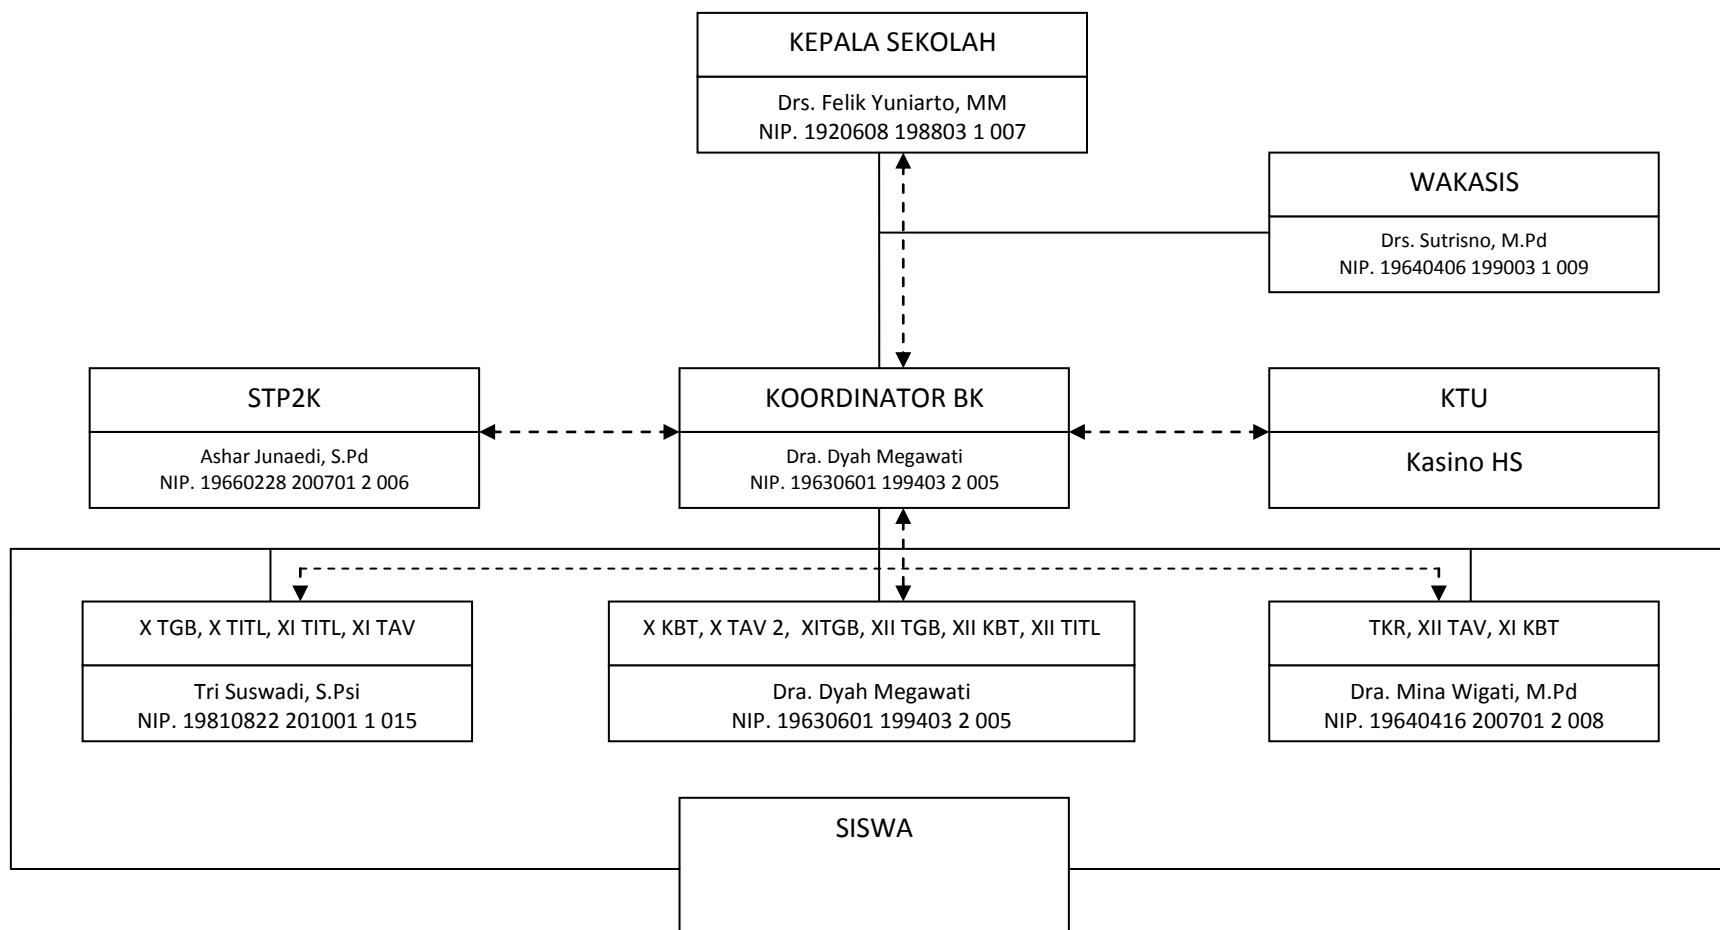 KEPALA SEKOLAH
Drs. Felik Yuniarto, MM
NIP. 1920608 198803 1 007
WAKASIS
Drs. Sutrisno, M.Pd
NIP. 19640406 199003 1 009
STP2K
Ashar Junaedi, S.Pd
NIP. 19660228 200701 2 006
KOORDINATOR BK
Dra. Dyah Megawati
NIP. 19630601 199403 2 005
KTU
Kasino HS
X TGB, X TITL, XI TITL, XI TAV
Tri Suswadi, S.Psi
NIP. 19810822 201001 1 015
X KBT, X TAV 2,  XITGB, XII TGB, XII KBT, XII TITL
Dra. Dyah Megawati
NIP. 19630601 199403 2 005
TKR, XII TAV, XI KBT
Dra. Mina Wigati, M.Pd
NIP. 19640416 200701 2 008
SISWA